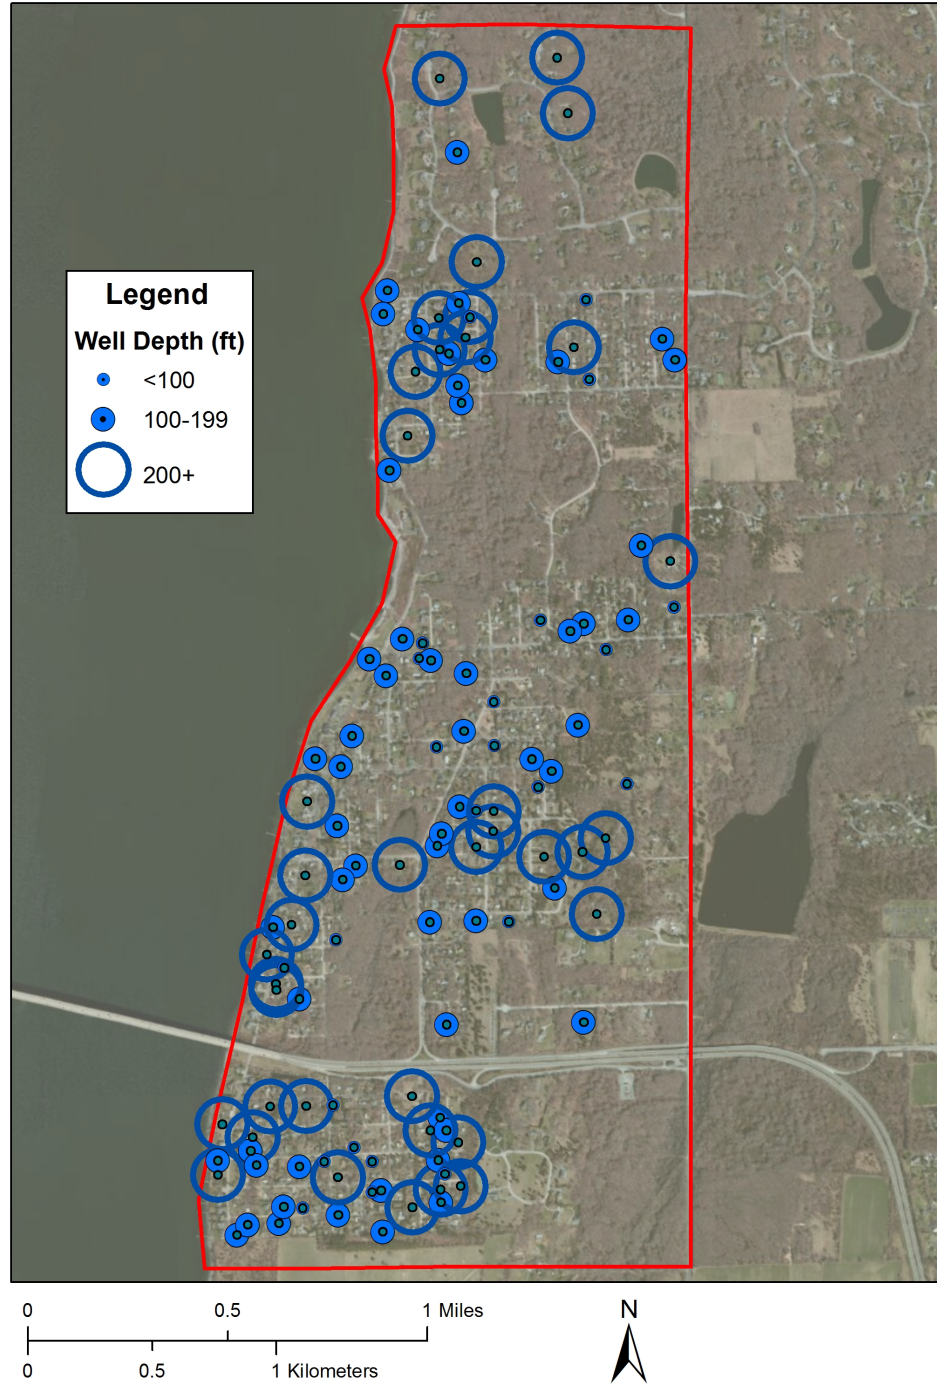 Legend
Well Depth (ft)
<100
100-199
200+
0 0.5 1 Miles
0 0.5 1 Kilometers
N